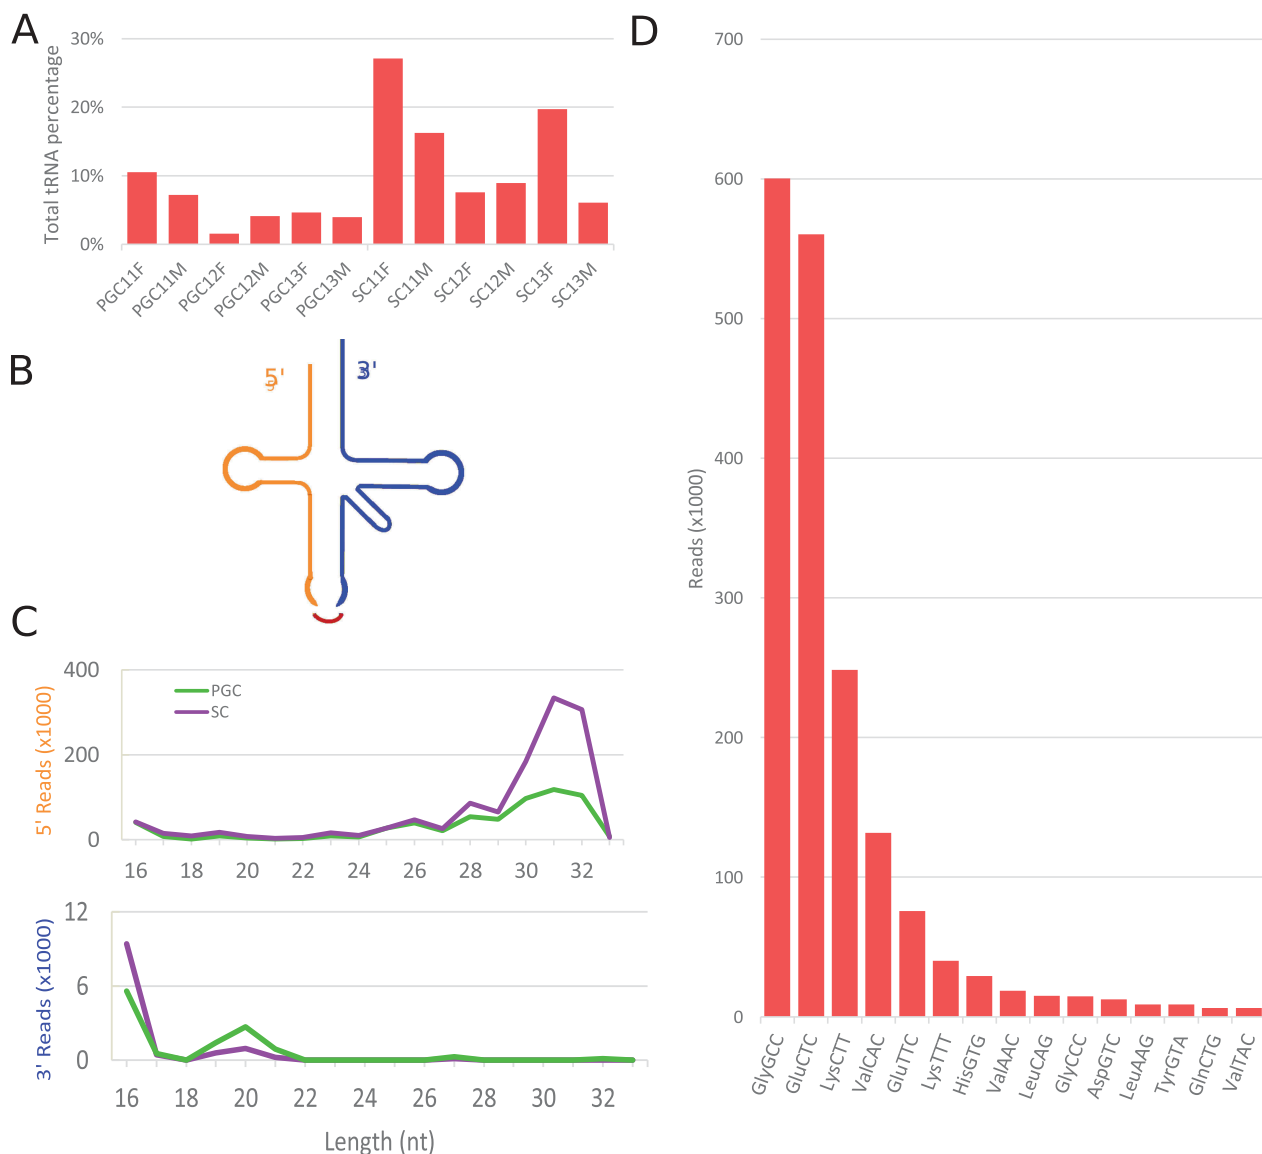 A
Total tRNA percentage
30%
20%
10%
0%
PGC11F
PGC11M
PGC12F
PGC12M
PGC13F
PGC13M
SC11F
SC11M
SC12F
SC12M
SC13F
SC13M
B
5'
3'
C
5' Reads (x1000)
400
200
0
PGC
SC
16 18 20 22 24 26 28 30 32
3' Reads (x1000)
12
6
0
16 18 20 22 24 26 28 30 32
Length (nt)
D
Reads (x1000)
700
600
500
400
300
200
100
0
GlyGCC
GluCTC
LysCTT
ValCAC
GluTTC
LysTTT
HisGTG
ValAAC
LeuCAG
GlyCCC
AspGTC
LeuAAG
TyrGTA
GlnCTG
ValTAC